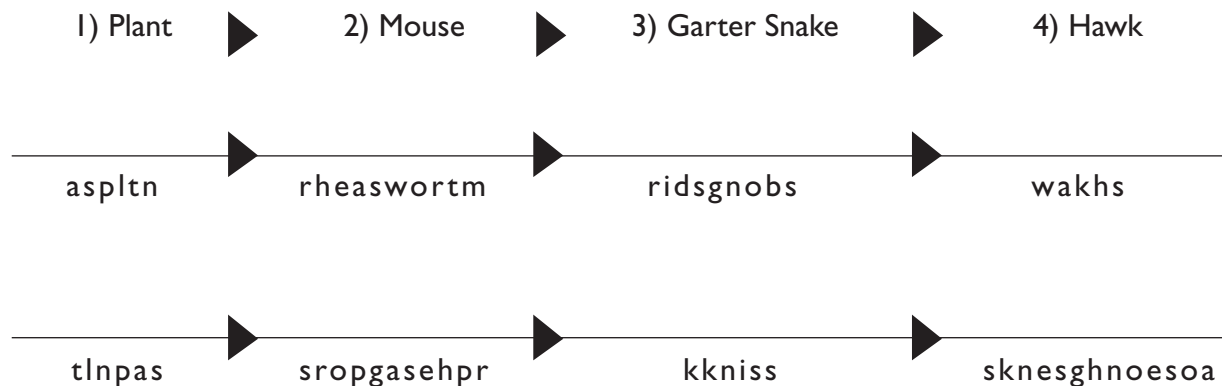 1) Plant 2) Mouse 3) Garter Snake 4) Hawk
aspltn rheaswortm ridsgnobs wakhs
tlnpas sropgasehpr kkniss sknesghnoesoa